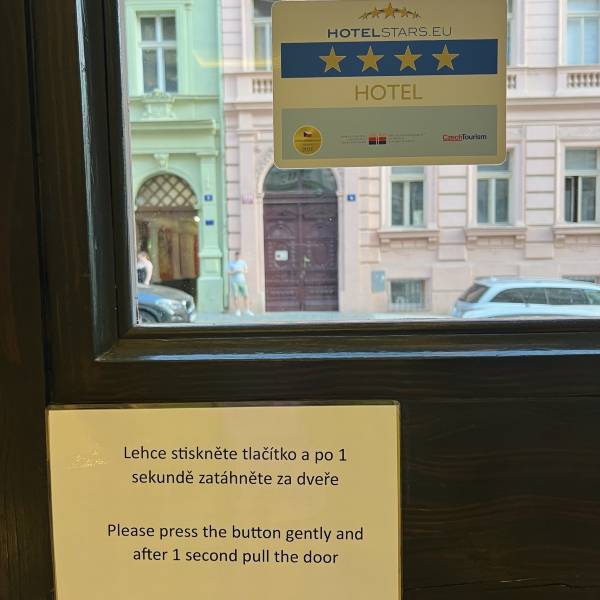 HOTELSTARS.EU
HOTEL
CzechTourism
Lehce stiskněte tlačítko a po 1
sekundě zatáhněte za dveře
Please press the button gently and
after 1 second pull the door